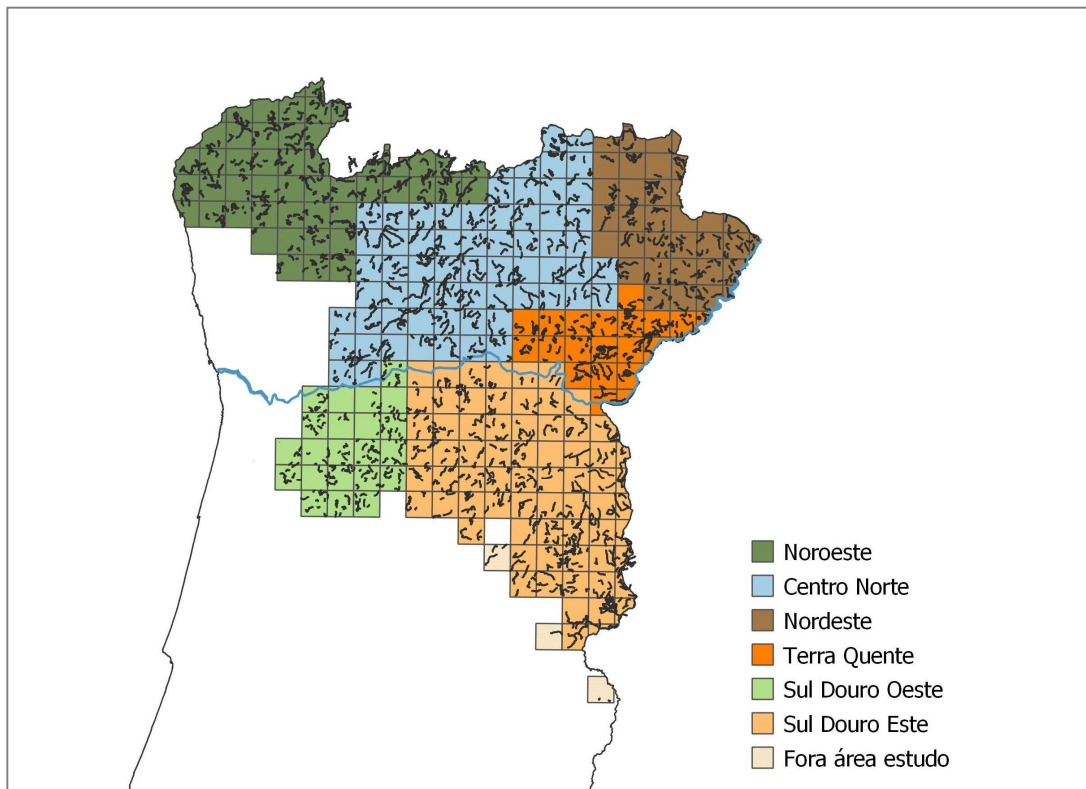 Noroeste
Centro Norte
Nordeste
Terra Quente
Sul Douro Oeste
Sul Douro Este
Fora área estudo